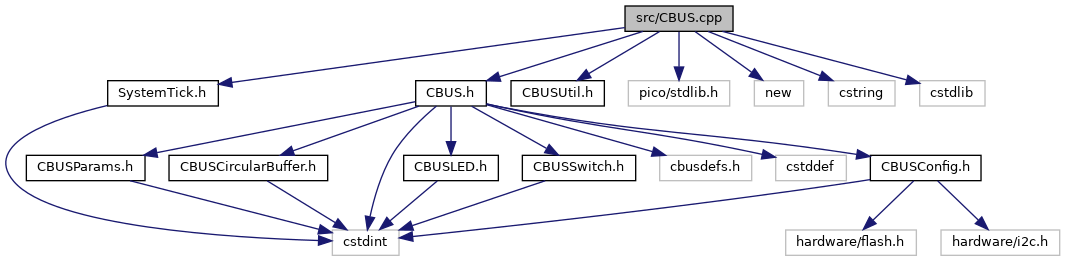 src/CBUS.cpp
SystemTick.h
CBUS.h
CBUSUtil.h
pico/stdlib.h
new
cstring
cstdlib
CBUSParams.h
CBUSCircularBuffer.h
CBUSLED.h
CBUSSwitch.h
cbusdefs.h
cstddef
CBUSConfig.h
cstdint
hardware/flash.h
hardware/i2c.h